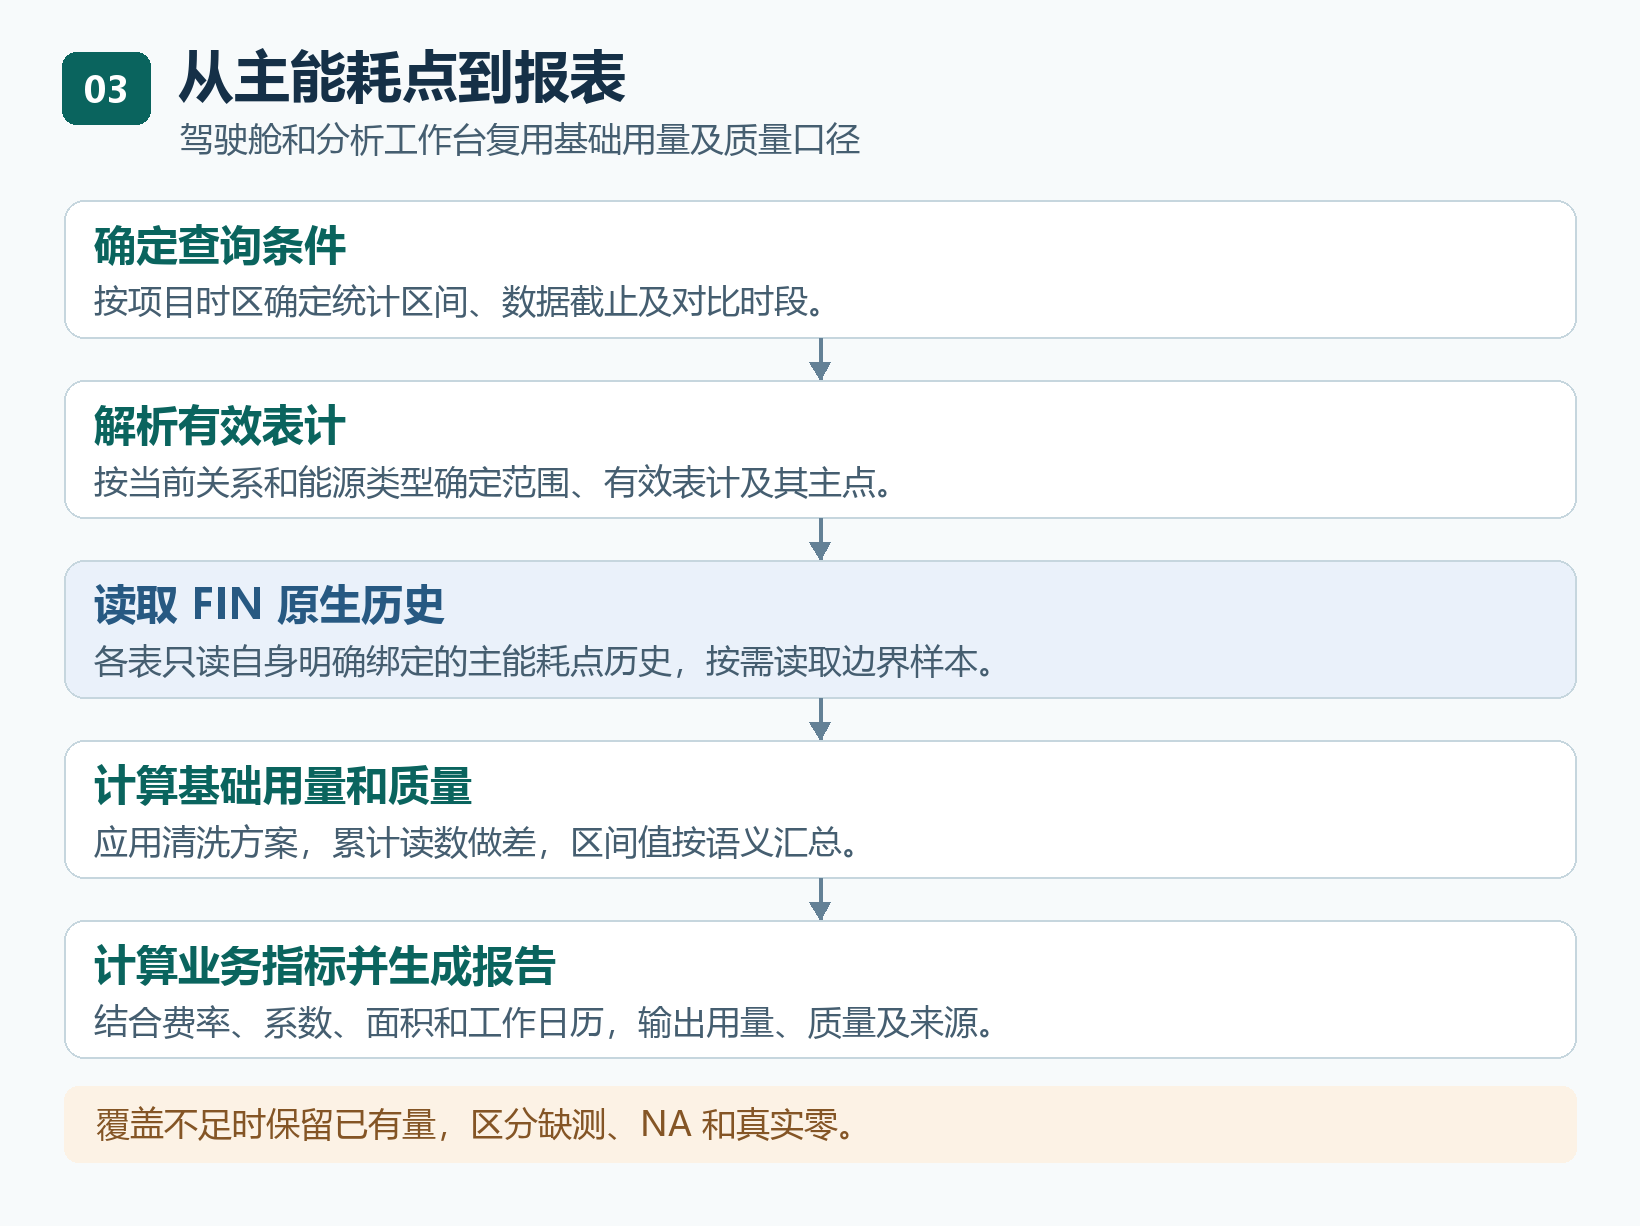 03
从主能耗点到报表
驾驶舱和分析工作台复用基础用量及质量口径
确定查询条件
按项目时区确定统计区间、数据截止及对比时段。
解析有效表计
按当前关系和能源类型确定范围、有效表计及其主点。
读取 FIN 原生历史
各表只读自身明确绑定的主能耗点历史，按需读取边界样本。
计算基础用量和质量
应用清洗方案，累计读数做差，区间值按语义汇总。
计算业务指标并生成报告
结合费率、系数、面积和工作日历，输出用量、质量及来源。
覆盖不足时保留已有量，区分缺测、NA 和真实零。